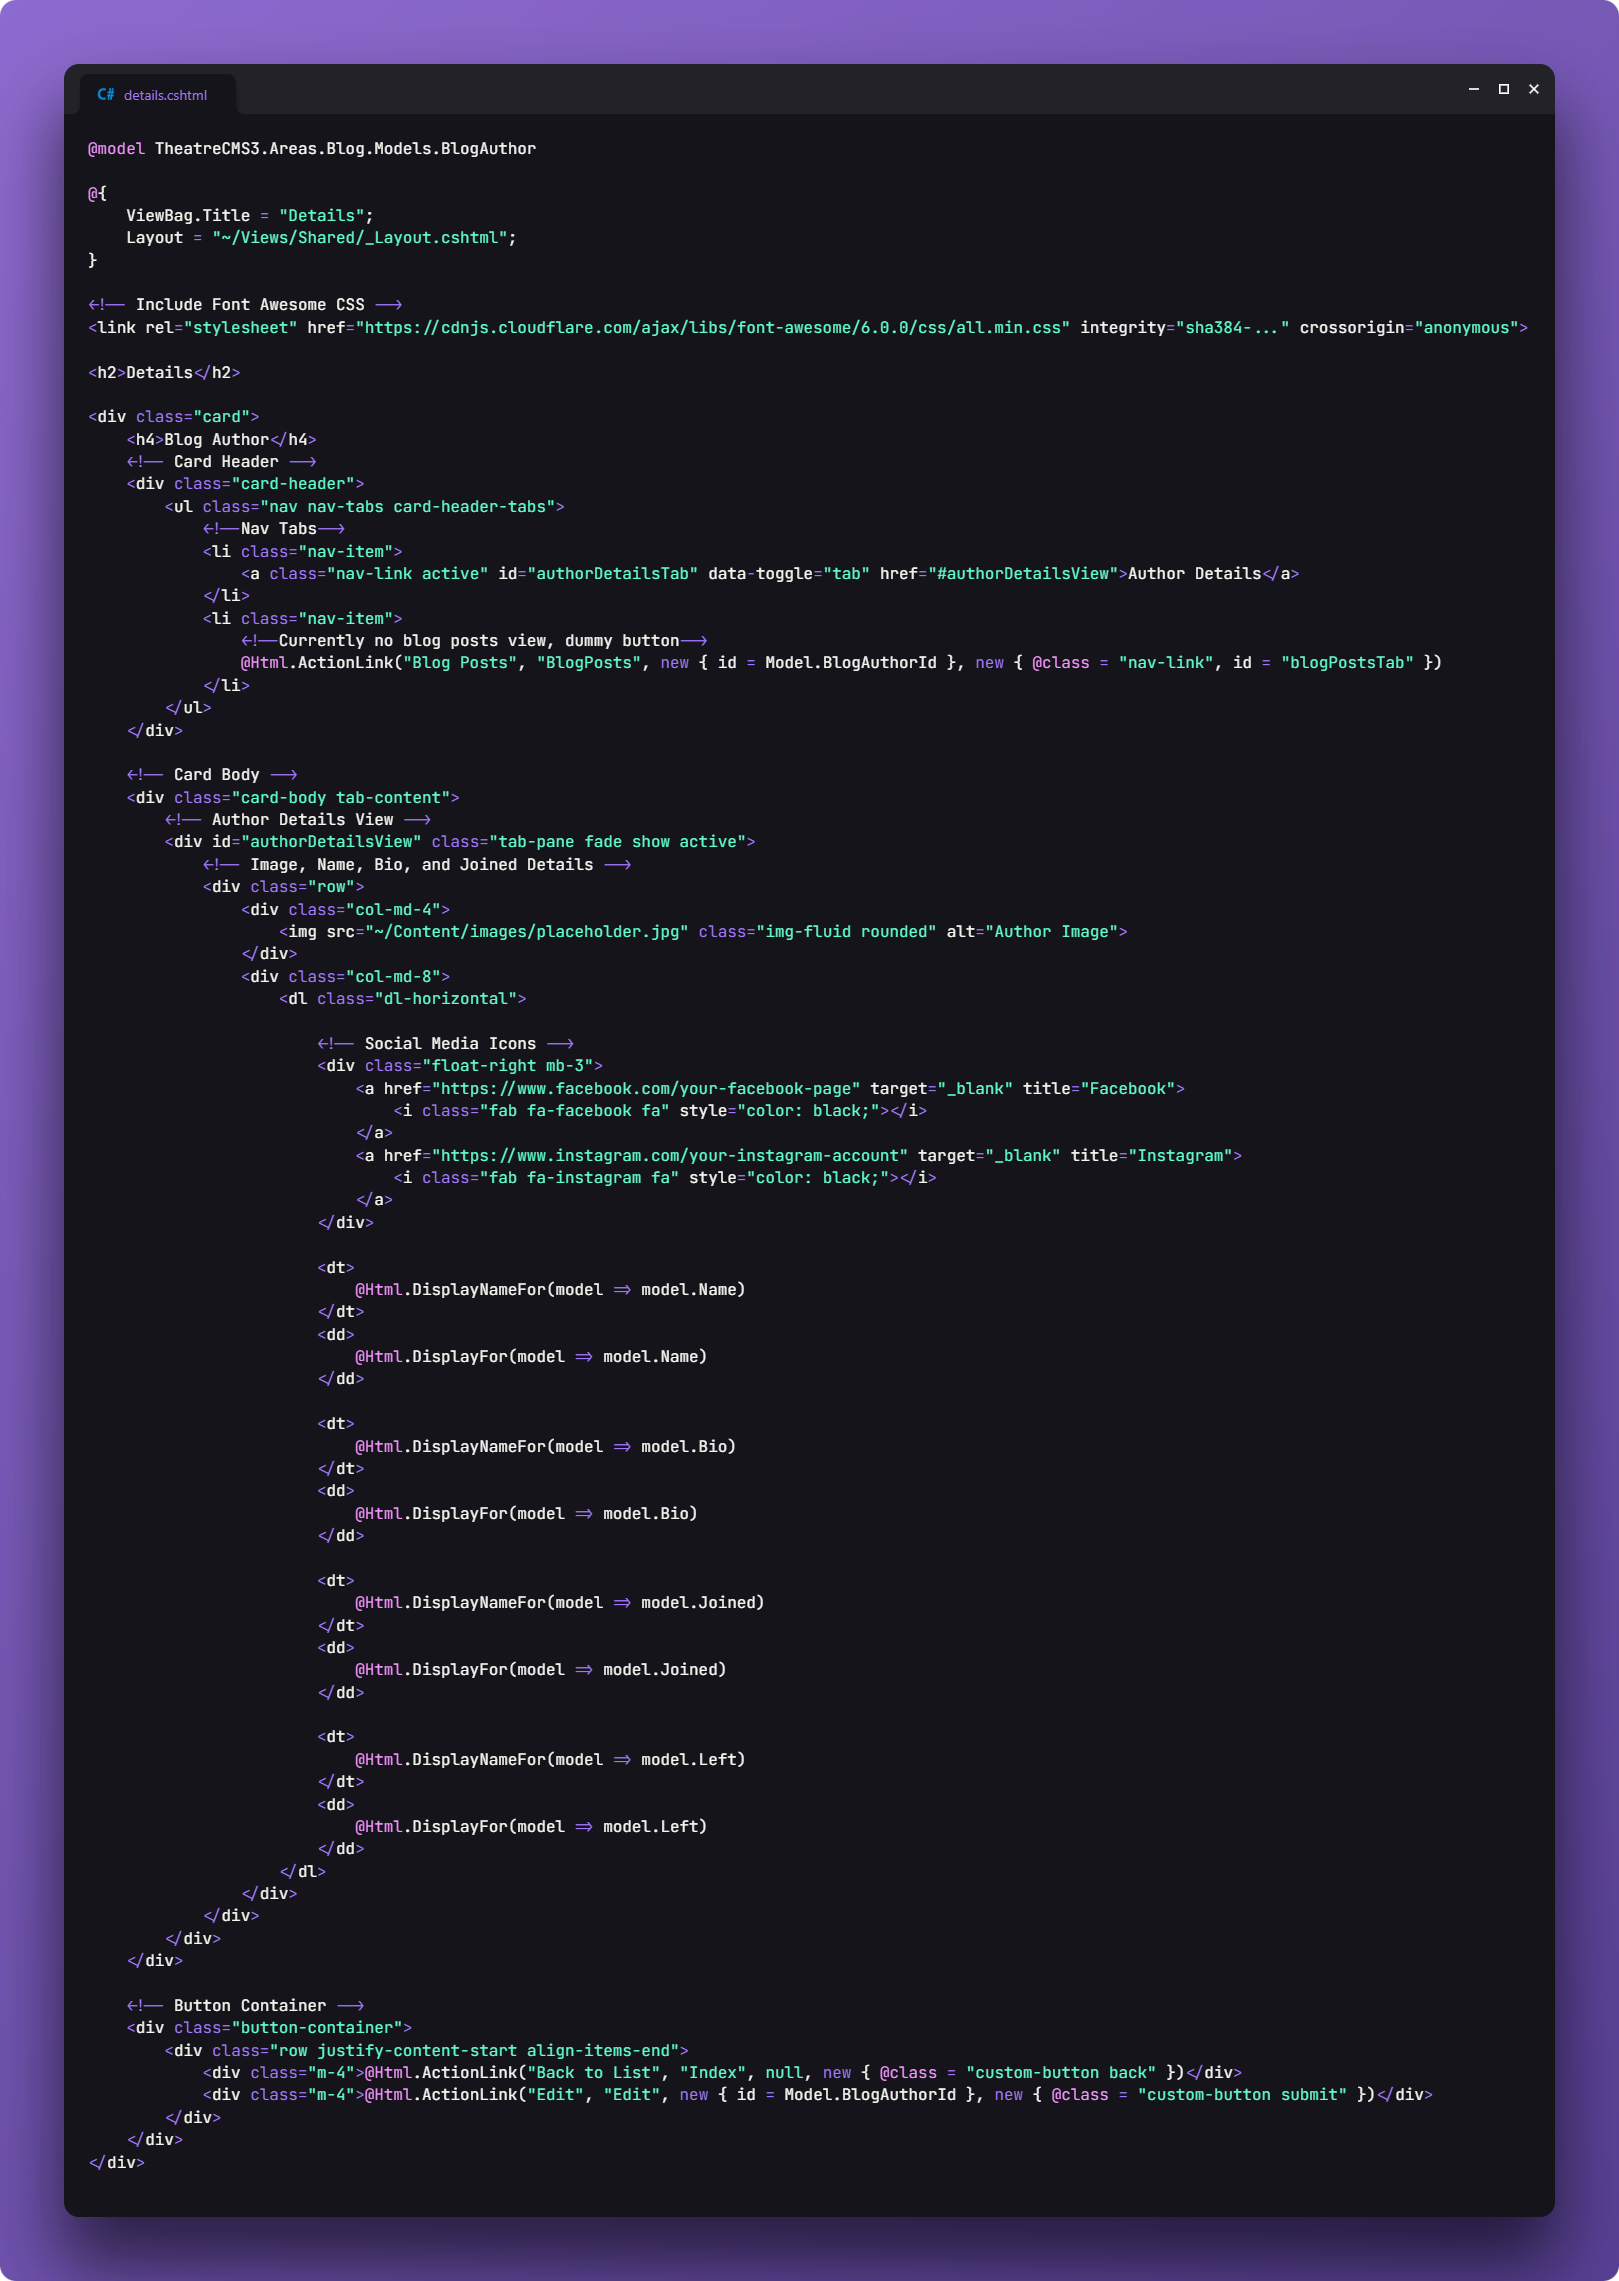 C# details.cshtml
@model TheatreCMS3.Areas.Blog.Models.BlogAuthor

@{
    ViewBag.Title = "Details";
    Layout = "~/Views/Shared/_Layout.cshtml";
}

<!-- Include Font Awesome CSS -->
<link rel="stylesheet" href="https://cdnjs.cloudflare.com/ajax/libs/font-awesome/6.0.0/css/all.min.css" integrity="sha384-..." crossorigin="anonymous">

<h2>Details</h2>

<div class="card">
    <h4>Blog Author</h4>
    <!-- Card Header -->
    <div class="card-header">
        <ul class="nav nav-tabs card-header-tabs">
            <!--Nav Tabs-->
            <li class="nav-item">
                <a class="nav-link active" id="authorDetailsTab" data-toggle="tab" href="#authorDetailsView">Author Details</a>
            </li>
            <li class="nav-item">
                <!--Currently no blog posts view, dummy button-->
                @Html.ActionLink("Blog Posts", "BlogPosts", new { id = Model.BlogAuthorId }, new { @class = "nav-link", id = "blogPostsTab" })
            </li>
        </ul>
    </div>

    <!-- Card Body -->
    <div class="card-body tab-content">
        <!-- Author Details View -->
        <div id="authorDetailsView" class="tab-pane fade show active">
            <!-- Image, Name, Bio, and Joined Details -->
            <div class="row">
                <div class="col-md-4">
                    <img src="~/Content/images/placeholder.jpg" class="img-fluid rounded" alt="Author Image">
                </div>
                <div class="col-md-8">
                    <dl class="dl-horizontal">

                        <!-- Social Media Icons -->
                        <div class="float-right mb-3">
                            <a href="https://www.facebook.com/your-facebook-page" target="_blank" title="Facebook">
                                <i class="fab fa-facebook fa" style="color: black;"></i>
                            </a>
                            <a href="https://www.instagram.com/your-instagram-account" target="_blank" title="Instagram">
                                <i class="fab fa-instagram fa" style="color: black;"></i>
                            </a>
                        </div>

                        <dt>
                            @Html.DisplayNameFor(model => model.Name)
                        </dt>
                        <dd>
                            @Html.DisplayFor(model => model.Name)
                        </dd>

                        <dt>
                            @Html.DisplayNameFor(model => model.Bio)
                        </dt>
                        <dd>
                            @Html.DisplayFor(model => model.Bio)
                        </dd>

                        <dt>
                            @Html.DisplayNameFor(model => model.Joined)
                        </dt>
                        <dd>
                            @Html.DisplayFor(model => model.Joined)
                        </dd>

                        <dt>
                            @Html.DisplayNameFor(model => model.Left)
                        </dt>
                        <dd>
                            @Html.DisplayFor(model => model.Left)
                        </dd>
                    </dl>
                </div>
            </div>
        </div>
    </div>

    <!-- Button Container -->
    <div class="button-container">
        <div class="row justify-content-start align-items-end">
            <div class="m-4">@Html.ActionLink("Back to List", "Index", null, new { @class = "custom-button back" })</div>
            <div class="m-4">@Html.ActionLink("Edit", "Edit", new { id = Model.BlogAuthorId }, new { @class = "custom-button submit" })</div>
        </div>
    </div>
</div>